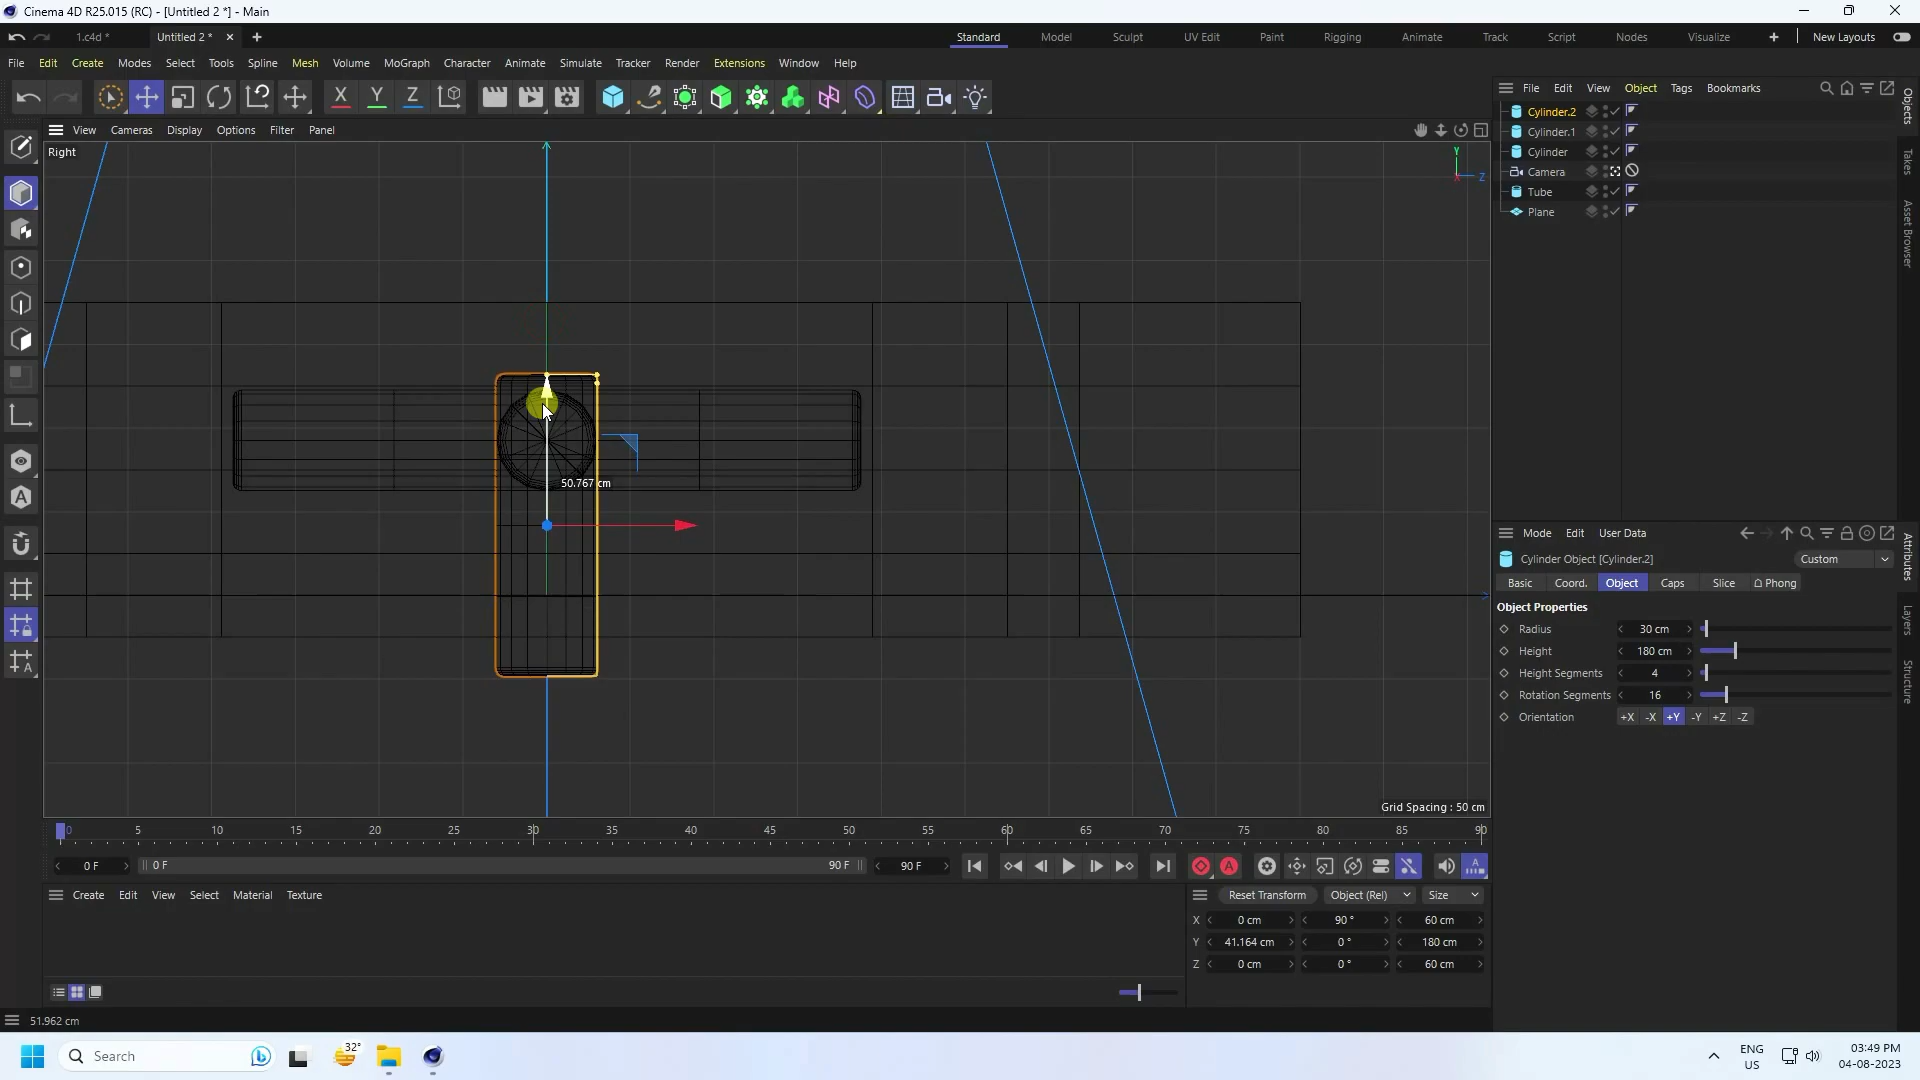 Cinema 4D R25.015 (RC) - [Untitled 2 *] - Main
1.c4d *
Untitled 2 *
Standard
Model
Sculpt
UV Edit
Paint
Rigging
Animate
Track
Script
Nodes
Visualize
New Layouts
File
Edit
Create
Modes
Select
Tools
Spline
Mesh
Volume
MoGraph
Character
Animate
Simulate
Tracker
Render
Extensions
Window
Help
X
Y
Z
File
Edit
View
Object
Tags
Bookmarks
View
Cameras
Display
Options
Filter
Panel
Right
Y
Z
Cylinder.2
Cylinder.1
Cylinder
Camera
Tube
Plane
Objects
Takes
Asset Browser
50.767 cm
Grid Spacing : 50 cm
Mode
Edit
User Data
Cylinder Object [Cylinder.2]
Custom
Basic
Coord.
Object
Caps
Slice
Phong
Object Properties
Radius
30 cm
Height
180 cm
Height Segments
4
Rotation Segments
16
Orientation
+X
-X
+Y
-Y
+Z
-Z
Attributes
Layers
Structure
0
5
10
15
20
25
30
35
40
45
50
55
60
65
70
75
80
85
90
0 F
0 F
90 F
90 F
Create
Edit
View
Select
Material
Texture
Reset Transform
Object (Rel)
Size
X
0 cm
90 °
60 cm
Y
41.164 cm
0 °
180 cm
Z
0 cm
0 °
60 cm
51.962 cm
Search
32°
ENG
US
03:49 PM
04-08-2023